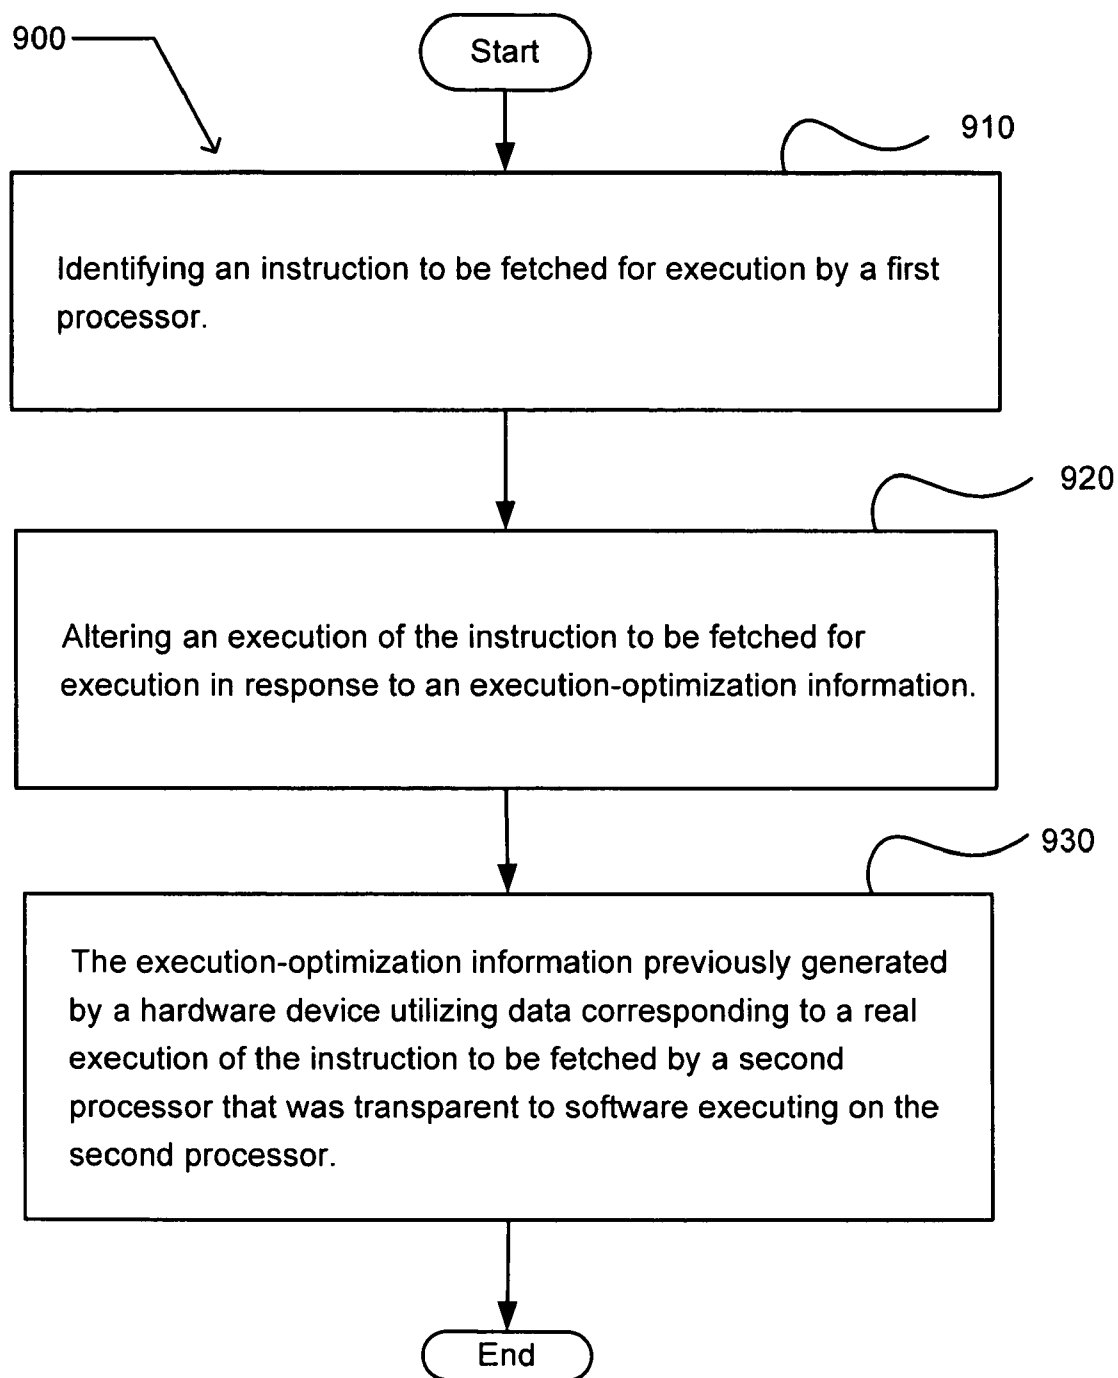 900
Start
910
Identifying an instruction to be fetched for execution by a first
processor.
920
Altering an execution of the instruction to be fetched for
execution in response to an execution-optimization information.
930
The execution-optimization information previously generated
by a hardware device utilizing data corresponding to a real
execution of the instruction to be fetched by a second
processor that was transparent to software executing on the
second processor.
End